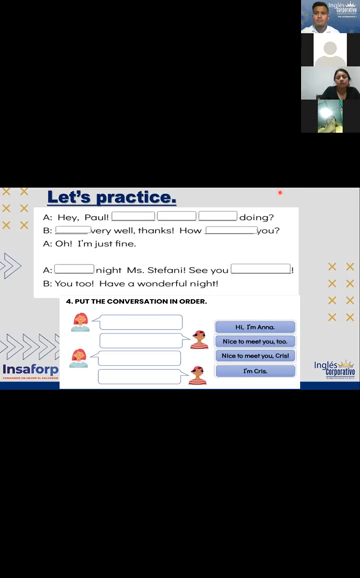 Inglés
Corporativo
Let's practice.
A: Hey, Paul! doing?
B: very well, thanks! How you?
A: Oh! I'm just fine.
A: night Ms. Stefani! See you !
B: You too! Have a wonderful night!
4. PUT THE CONVERSATION IN ORDER.
Hi, I'm Anna.
Nice to meet you, too.
Nice to meet you, Cris!
I'm Cris.
Insaforp
Inglés
Corporativo